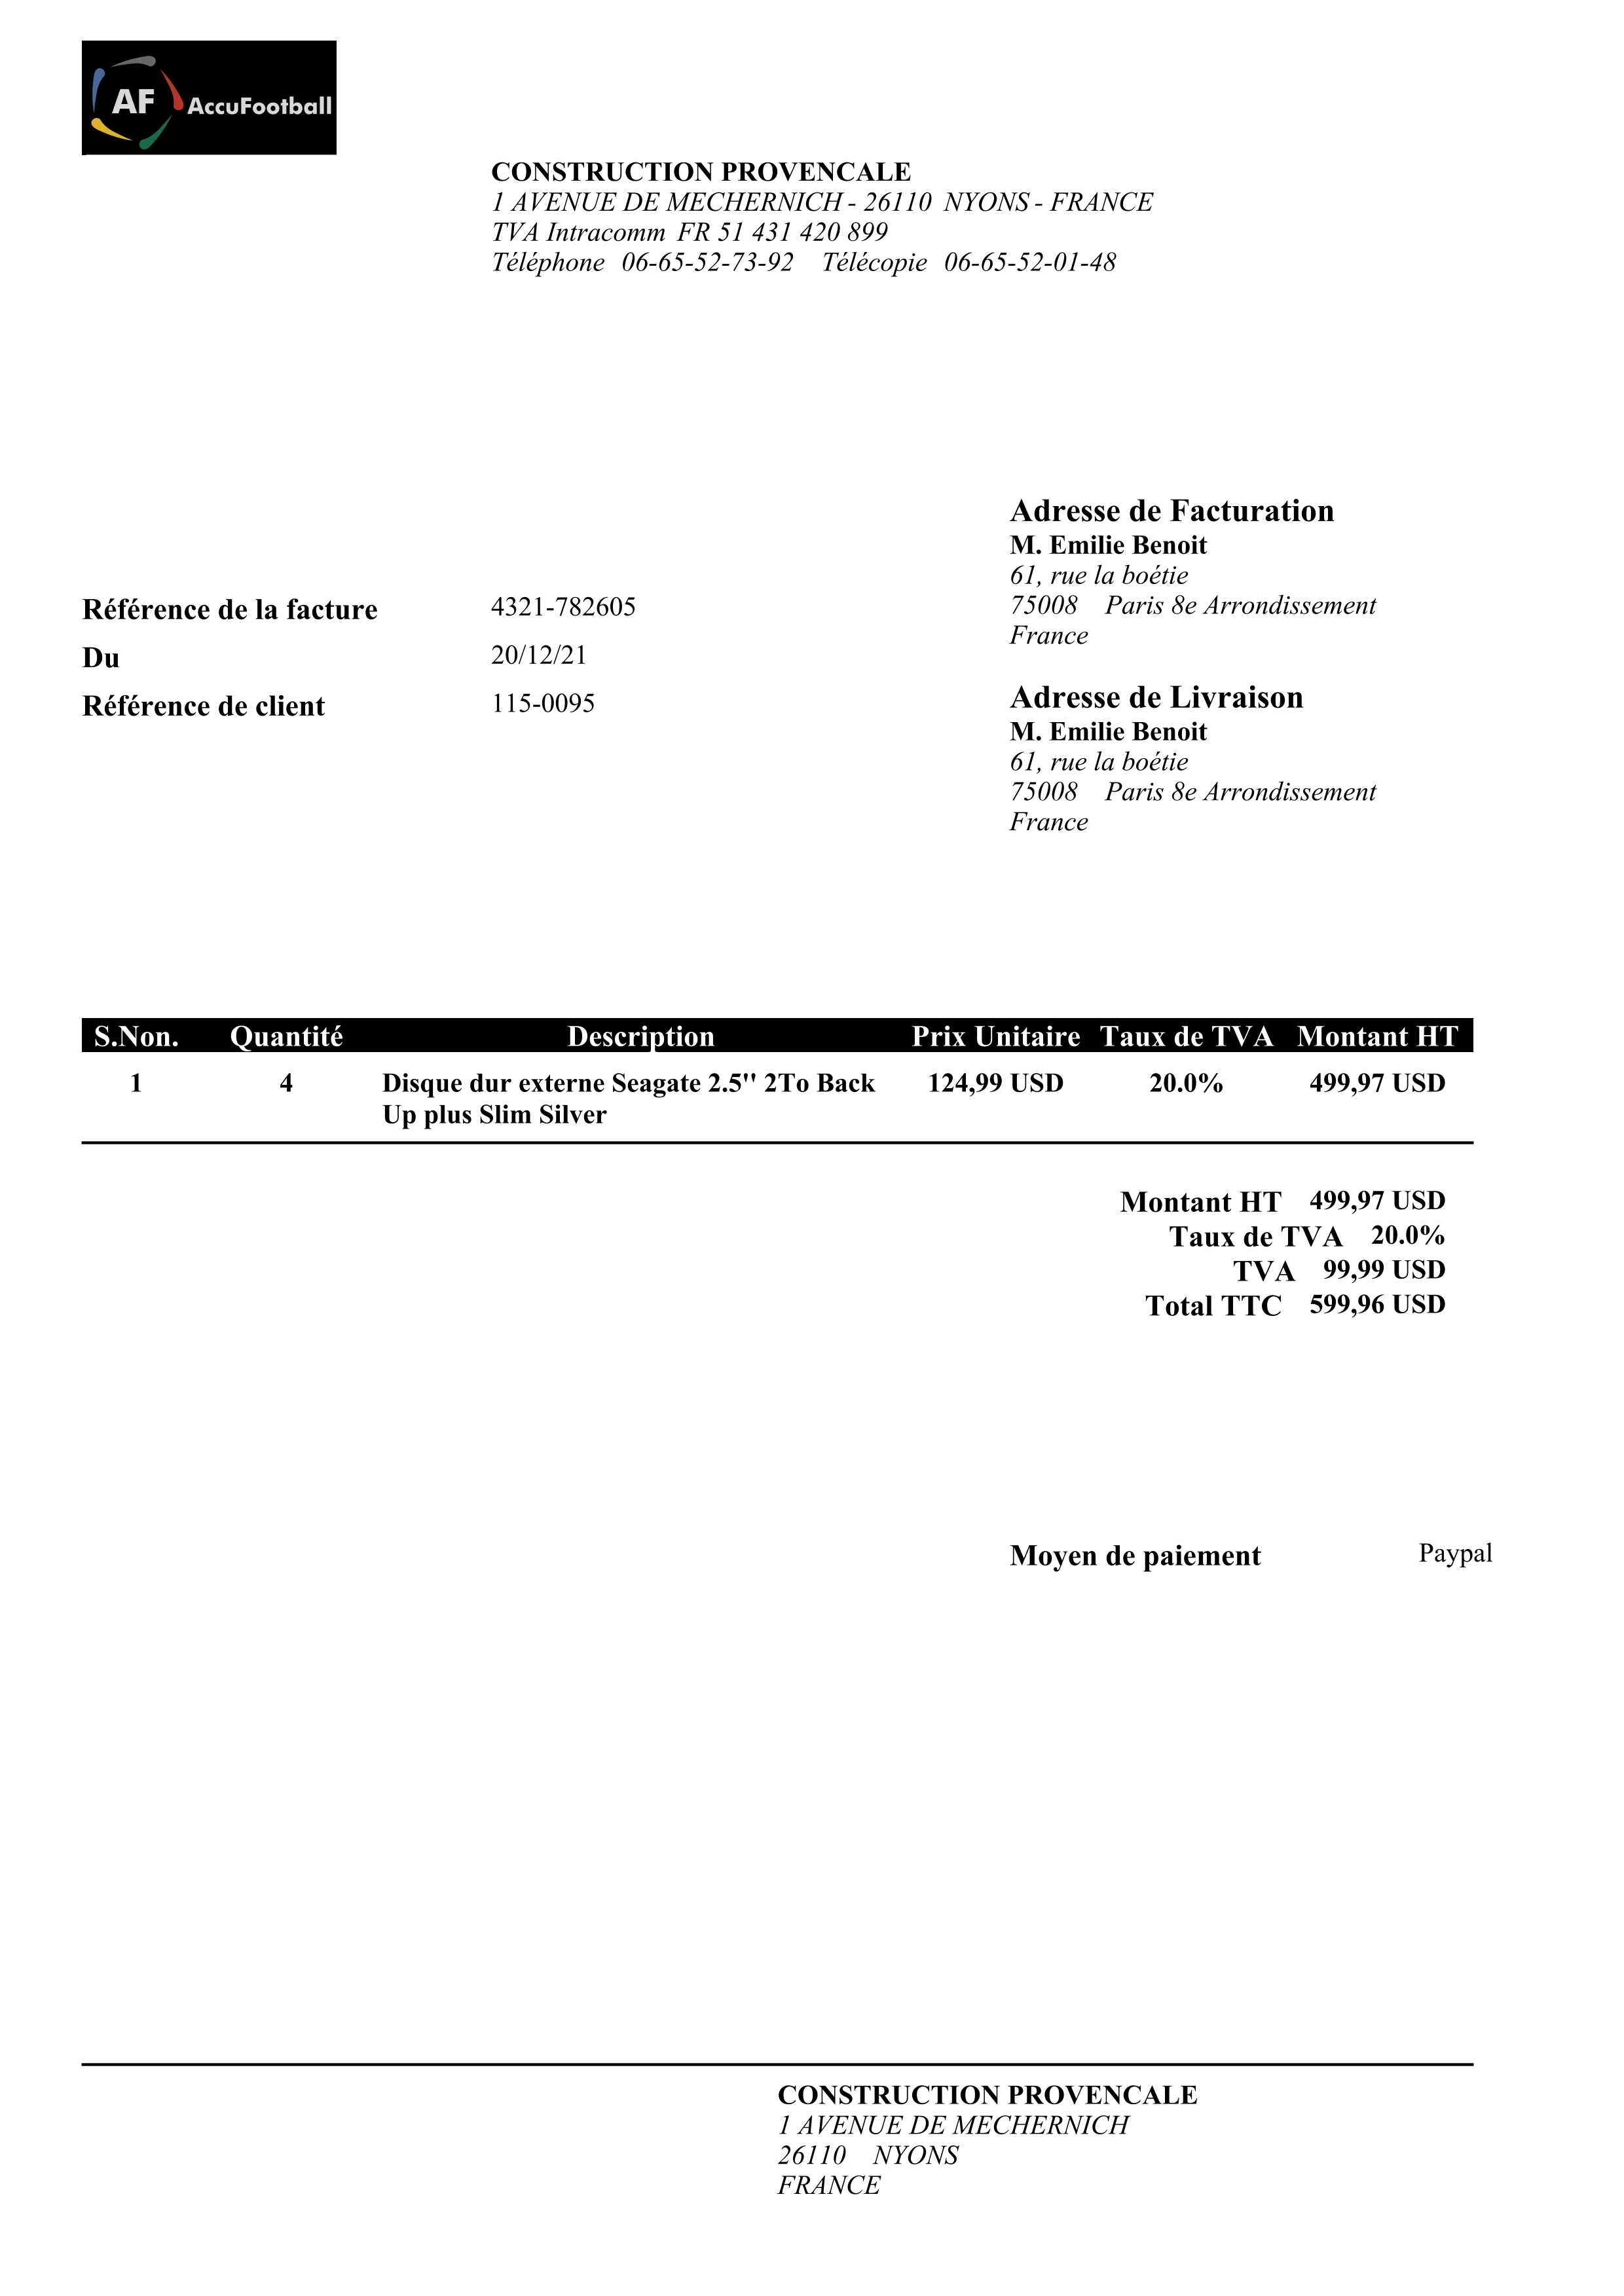 AF AccuFootball
CONSTRUCTION PROVENCALE
1 AVENUE DE MECHERNICH - 26110 NYONS - FRANCE
TVA Intracomm FR 51 431 420 899
Téléphone 06-65-52-73-92 Télécopie 06-65-52-01-48
Adresse de Facturation
M. Emilie Benoit
61, rue la boétie
75008 Paris 8e Arrondissement
France
Référence de la facture 4321-782605
Du 20/12/21
Référence de client 115-0095
Adresse de Livraison
M. Emilie Benoit
61, rue la boétie
75008 Paris 8e Arrondissement
France
S.Non. Quantité Description Prix Unitaire Taux de TVA Montant HT
1 4 Disque dur externe Seagate 2.5'' 2To Back 124,99 USD 20.0% 499,97 USD
Up plus Slim Silver
Montant HT 499,97 USD
Taux de TVA 20.0%
TVA 99,99 USD
Total TTC 599,96 USD
Moyen de paiement Paypal
CONSTRUCTION PROVENCALE
1 AVENUE DE MECHERNICH
26110 NYONS
FRANCE